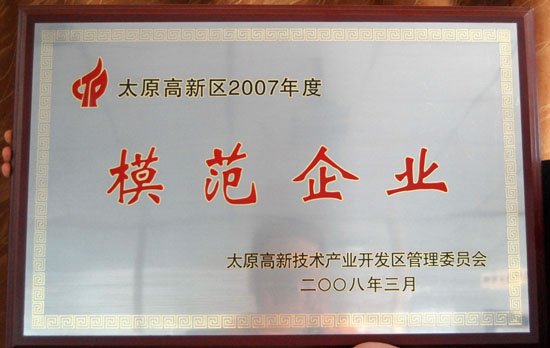 太原高新区2007年度
模范企业
太原高新技术产业开发区管理委员会
二〇〇八年三月